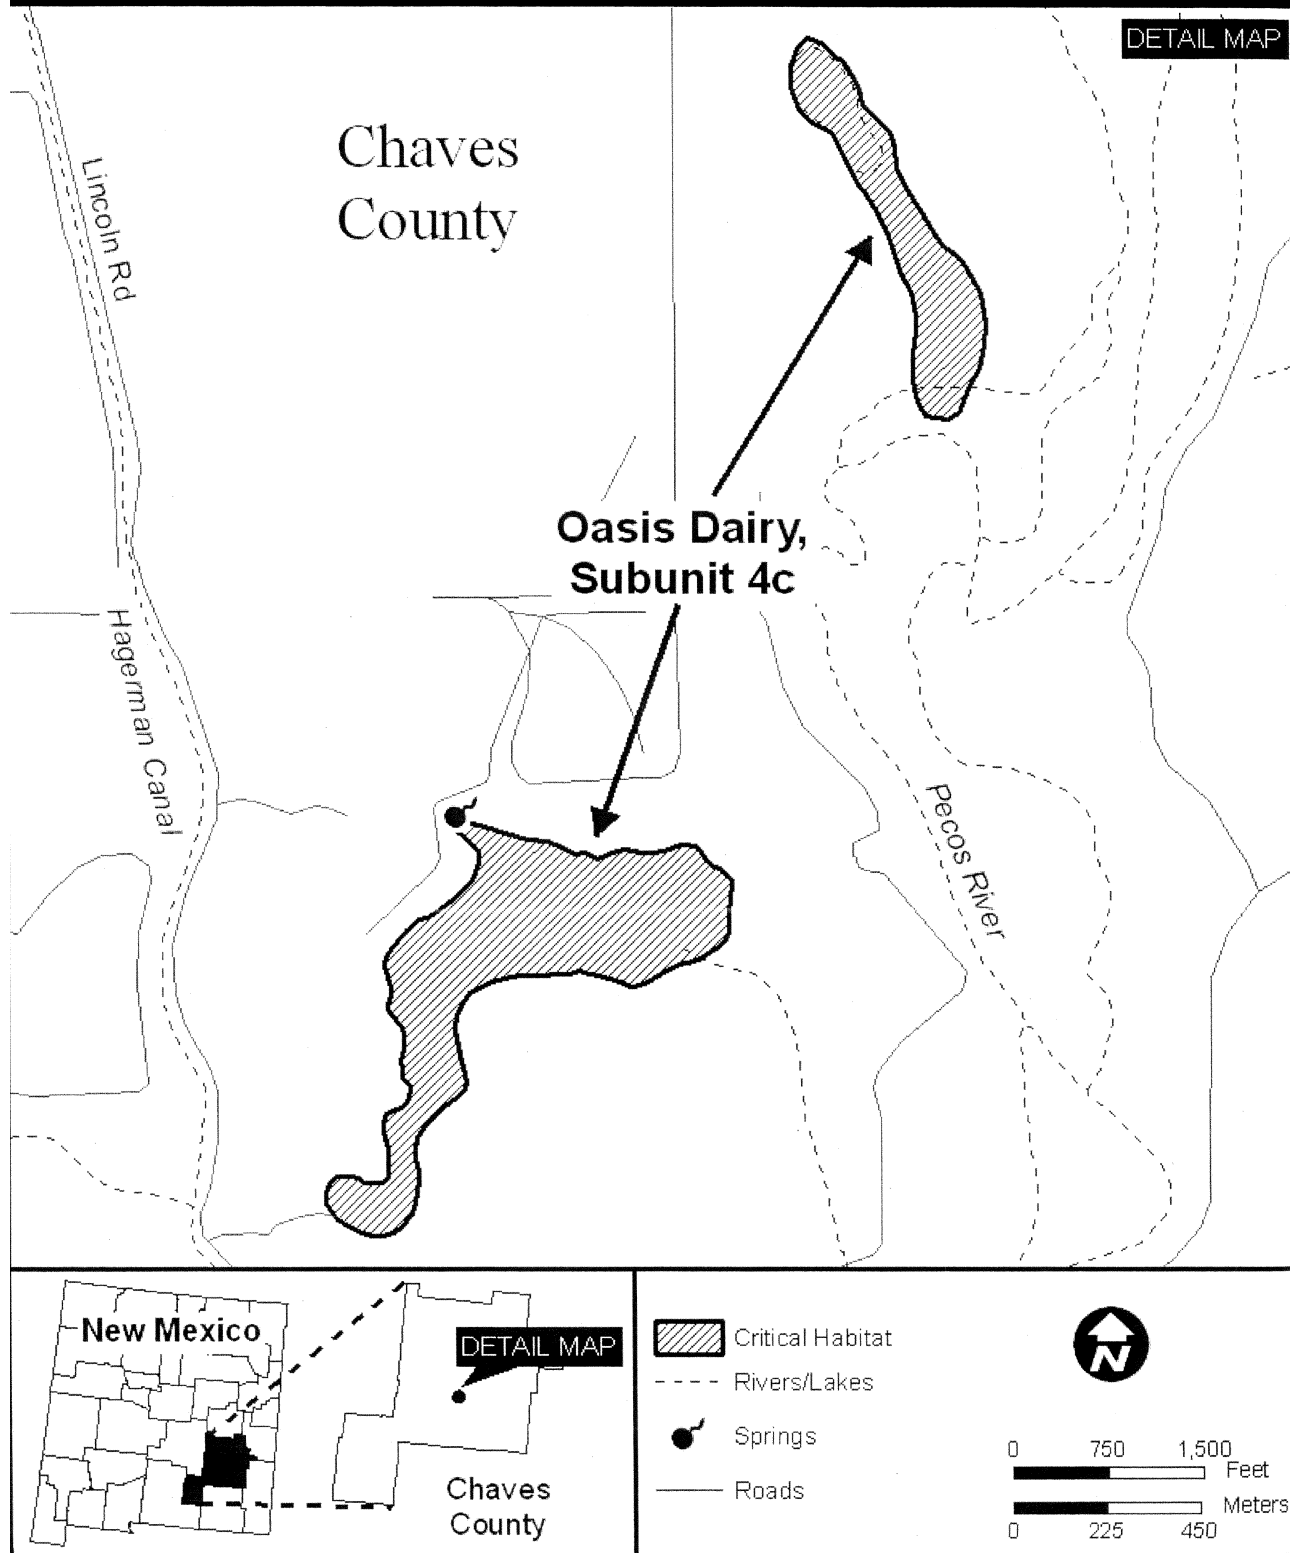 DETAIL MAP
Chaves
County
Lincoln Rd
Oasis Dairy,
Subunit 4c
Hagerman Canal
Pecos River
New Mexico
DETAIL MAP
Chaves
County
Critical Habitat
Rivers/Lakes
Springs
Roads
N
0 750 1,500
Feet
Meters
0 225 450